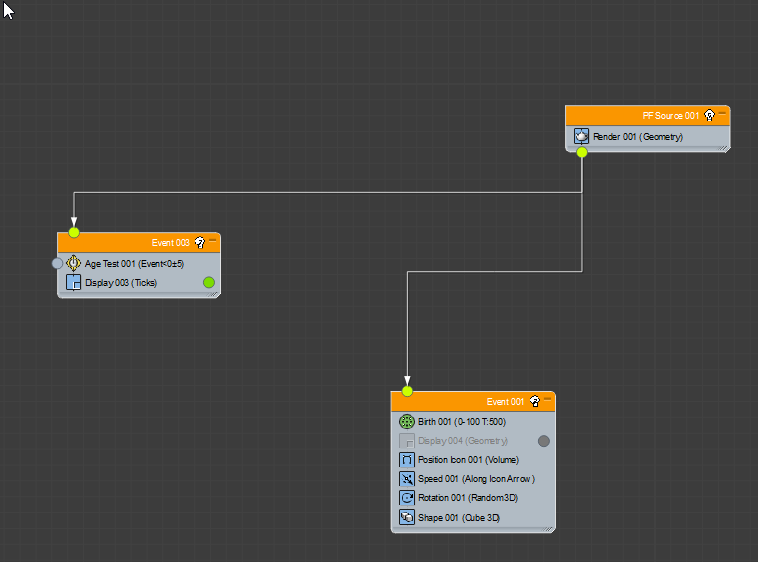 PF Source 001
Render 001 (Geometry)
Event 003
Age Test 001 (Event<0±5)
Display 003 (Ticks)
Event 001
Birth 001 (0-100 T:500)
Display 004 (Geometry)
Position Icon 001 (Volume)
Speed 001 (Along Icon Arrow)
Rotation 001 (Random 3D)
Shape 001 (Cube 3D)